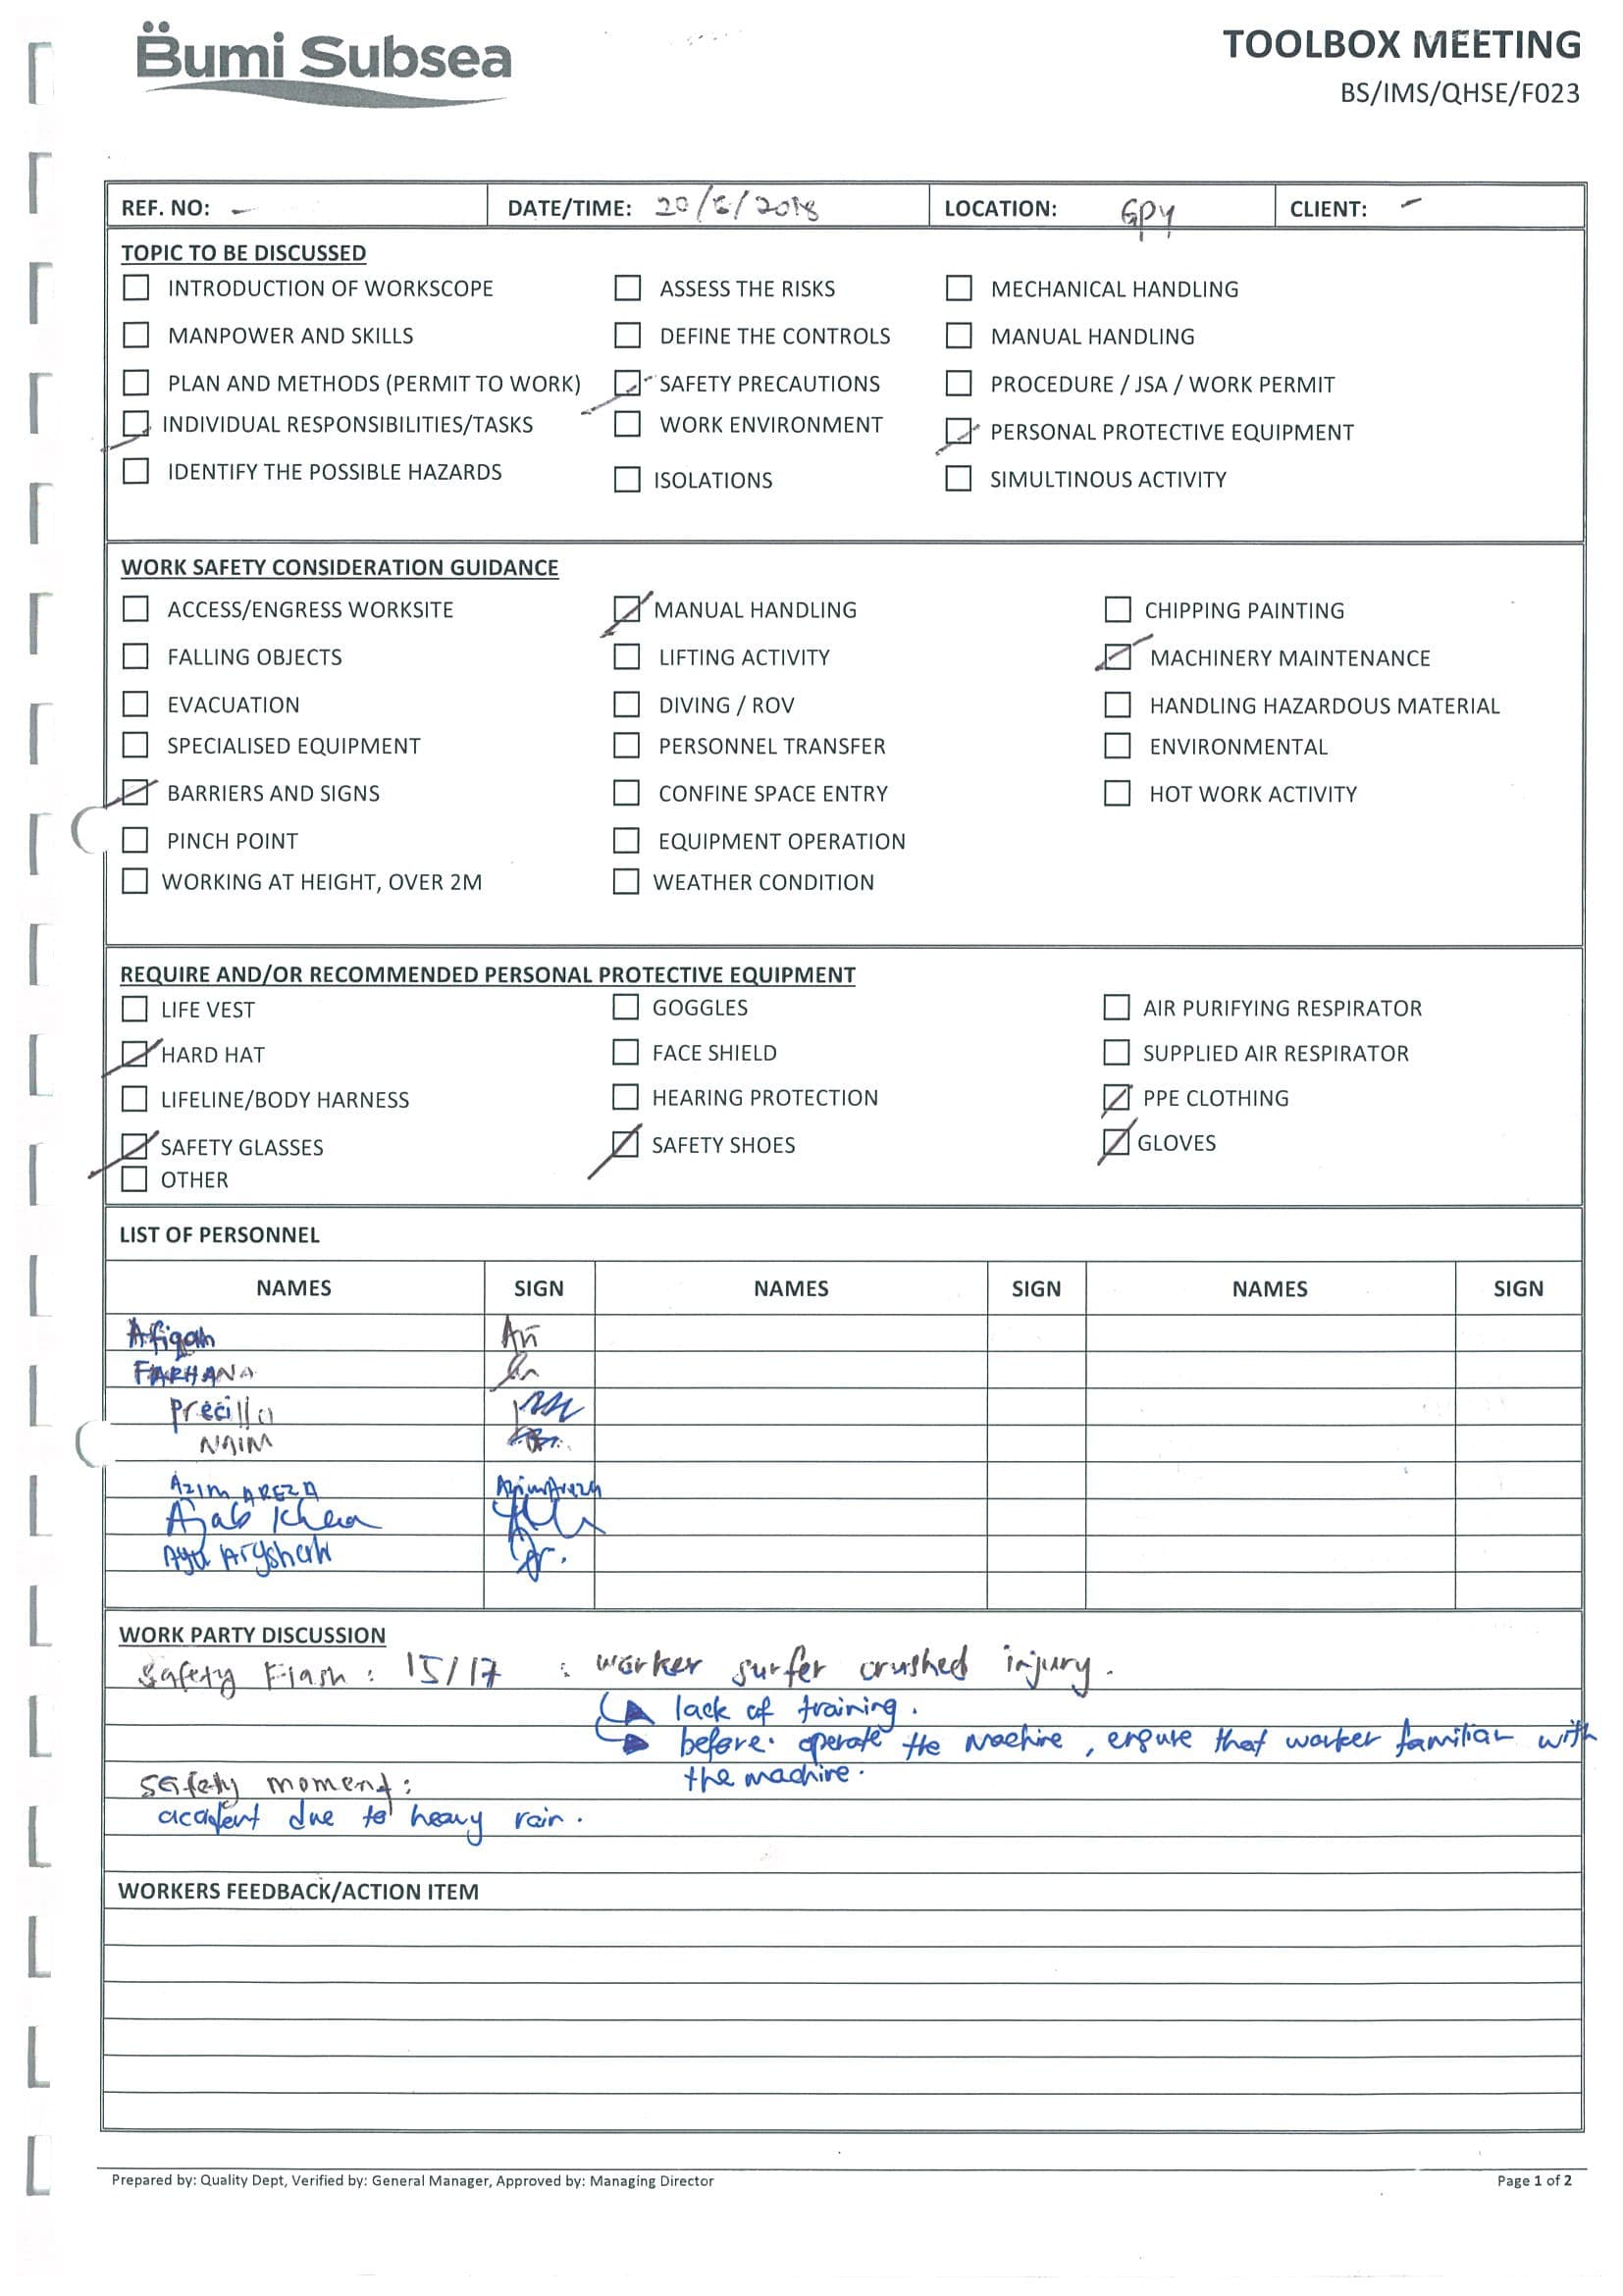 Bumi Subsea
TOOLBOX MEETING
BS/IMS/QHSE/F023
REF. NO: - DATE/TIME: 20/6/2018 LOCATION: GPY CLIENT: -
TOPIC TO BE DISCUSSED
INTRODUCTION OF WORKSCOPE ASSESS THE RISKS MECHANICAL HANDLING
MANPOWER AND SKILLS DEFINE THE CONTROLS MANUAL HANDLING
PLAN AND METHODS (PERMIT TO WORK) SAFETY PRECAUTIONS PROCEDURE / JSA / WORK PERMIT
INDIVIDUAL RESPONSIBILITIES/TASKS WORK ENVIRONMENT PERSONAL PROTECTIVE EQUIPMENT
IDENTIFY THE POSSIBLE HAZARDS ISOLATIONS SIMULTINOUS ACTIVITY
WORK SAFETY CONSIDERATION GUIDANCE
ACCESS/ENGRESS WORKSITE MANUAL HANDLING CHIPPING PAINTING
FALLING OBJECTS LIFTING ACTIVITY MACHINERY MAINTENANCE
EVACUATION DIVING / ROV HANDLING HAZARDOUS MATERIAL
SPECIALISED EQUIPMENT PERSONNEL TRANSFER ENVIRONMENTAL
BARRIERS AND SIGNS CONFINE SPACE ENTRY HOT WORK ACTIVITY
PINCH POINT EQUIPMENT OPERATION
WORKING AT HEIGHT, OVER 2M WEATHER CONDITION
REQUIRE AND/OR RECOMMENDED PERSONAL PROTECTIVE EQUIPMENT
LIFE VEST GOGGLES AIR PURIFYING RESPIRATOR
HARD HAT FACE SHIELD SUPPLIED AIR RESPIRATOR
LIFELINE/BODY HARNESS HEARING PROTECTION PPE CLOTHING
SAFETY GLASSES SAFETY SHOES GLOVES
OTHER
LIST OF PERSONNEL
NAMES SIGN NAMES SIGN NAMES SIGN
Afiqah
FARHANA
Precilla
NAIM
AZIM AREZA AzimAreza
Ajab Khan
WORK PARTY DISCUSSION
Safety Flash : 15/17 : worker surfer crushed injury.
lack of training.
before. operate the machine, ensure that worker familiar with
the machine.
safety moment:
accident due to heavy rain.
WORKERS FEEDBACK/ACTION ITEM
Prepared by: Quality Dept, Verified by: General Manager, Approved by: Managing Director
Page 1 of 2